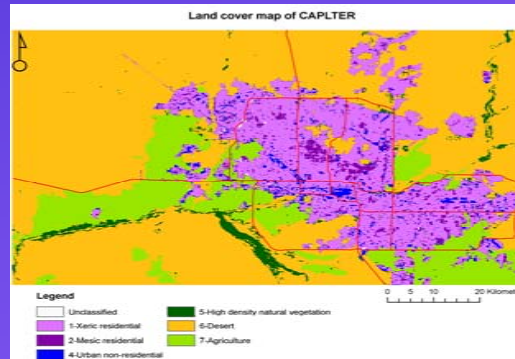 Land cover map of CAPLTER
Legend
Unclassified
1-Xeric residential
2-Mesic residential
4-Urban non-residential
5-High density natural vegetation
6-Desert
7-Agriculture
0 5 10 20 Kilomet